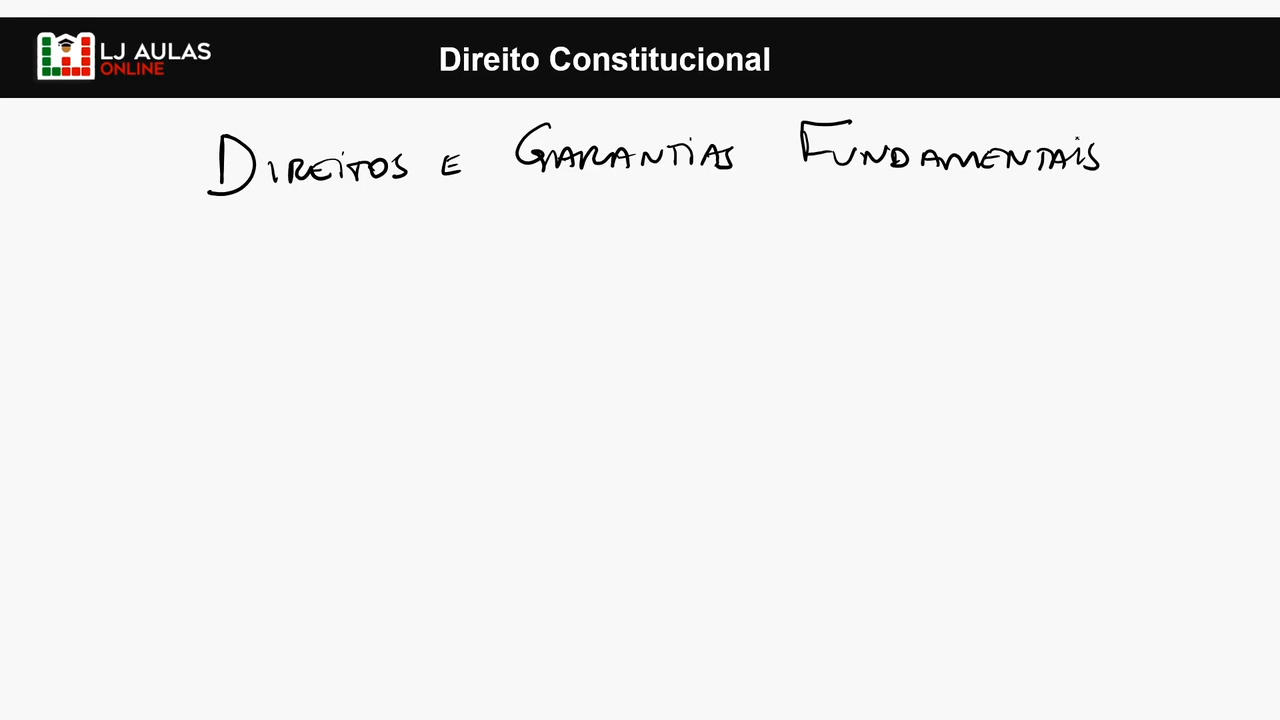 LJ AULAS
ONLINE
Direito Constitucional
DIREITOS E GARANTIAS FUNDAMENTAIS